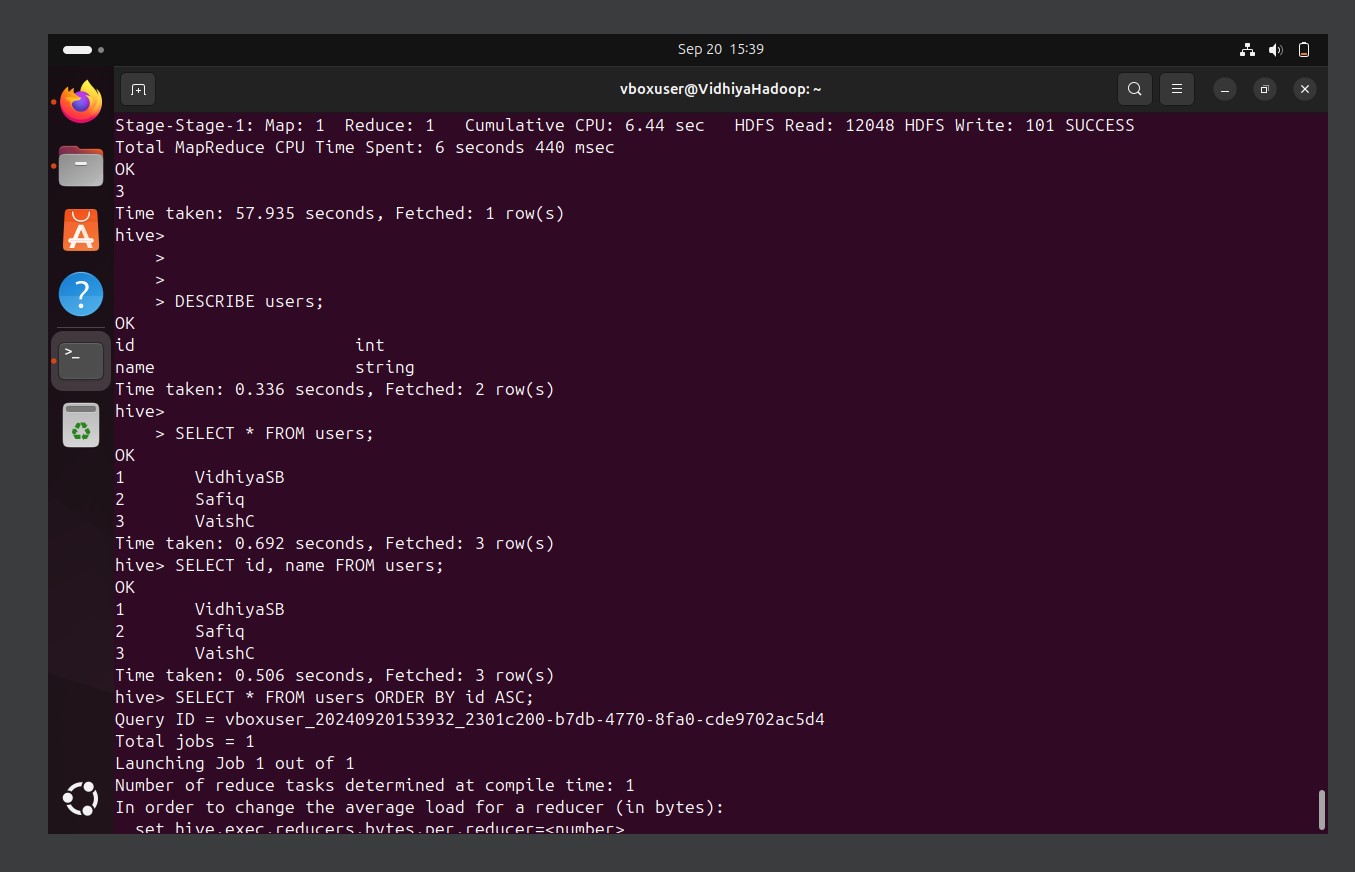 Sep 20 15:39
vboxuser@VidhiyaHadoop: ~
Stage-Stage-1: Map: 1  Reduce: 1   Cumulative CPU: 6.44 sec   HDFS Read: 12048 HDFS Write: 101 SUCCESS
Total MapReduce CPU Time Spent: 6 seconds 440 msec
OK
3
Time taken: 57.935 seconds, Fetched: 1 row(s)
hive>
    >
    >
    > DESCRIBE users;
OK
id                      int
name                    string
Time taken: 0.336 seconds, Fetched: 2 row(s)
hive>
    > SELECT * FROM users;
OK
1       VidhiyaSB
2       Safiq
3       VaishC
Time taken: 0.692 seconds, Fetched: 3 row(s)
hive> SELECT id, name FROM users;
OK
1       VidhiyaSB
2       Safiq
3       VaishC
Time taken: 0.506 seconds, Fetched: 3 row(s)
hive> SELECT * FROM users ORDER BY id ASC;
Query ID = vboxuser_20240920153932_2301c200-b7db-4770-8fa0-cde9702ac5d4
Total jobs = 1
Launching Job 1 out of 1
Number of reduce tasks determined at compile time: 1
In order to change the average load for a reducer (in bytes):
  set hive.exec.reducers.bytes.per.reducer=<number>